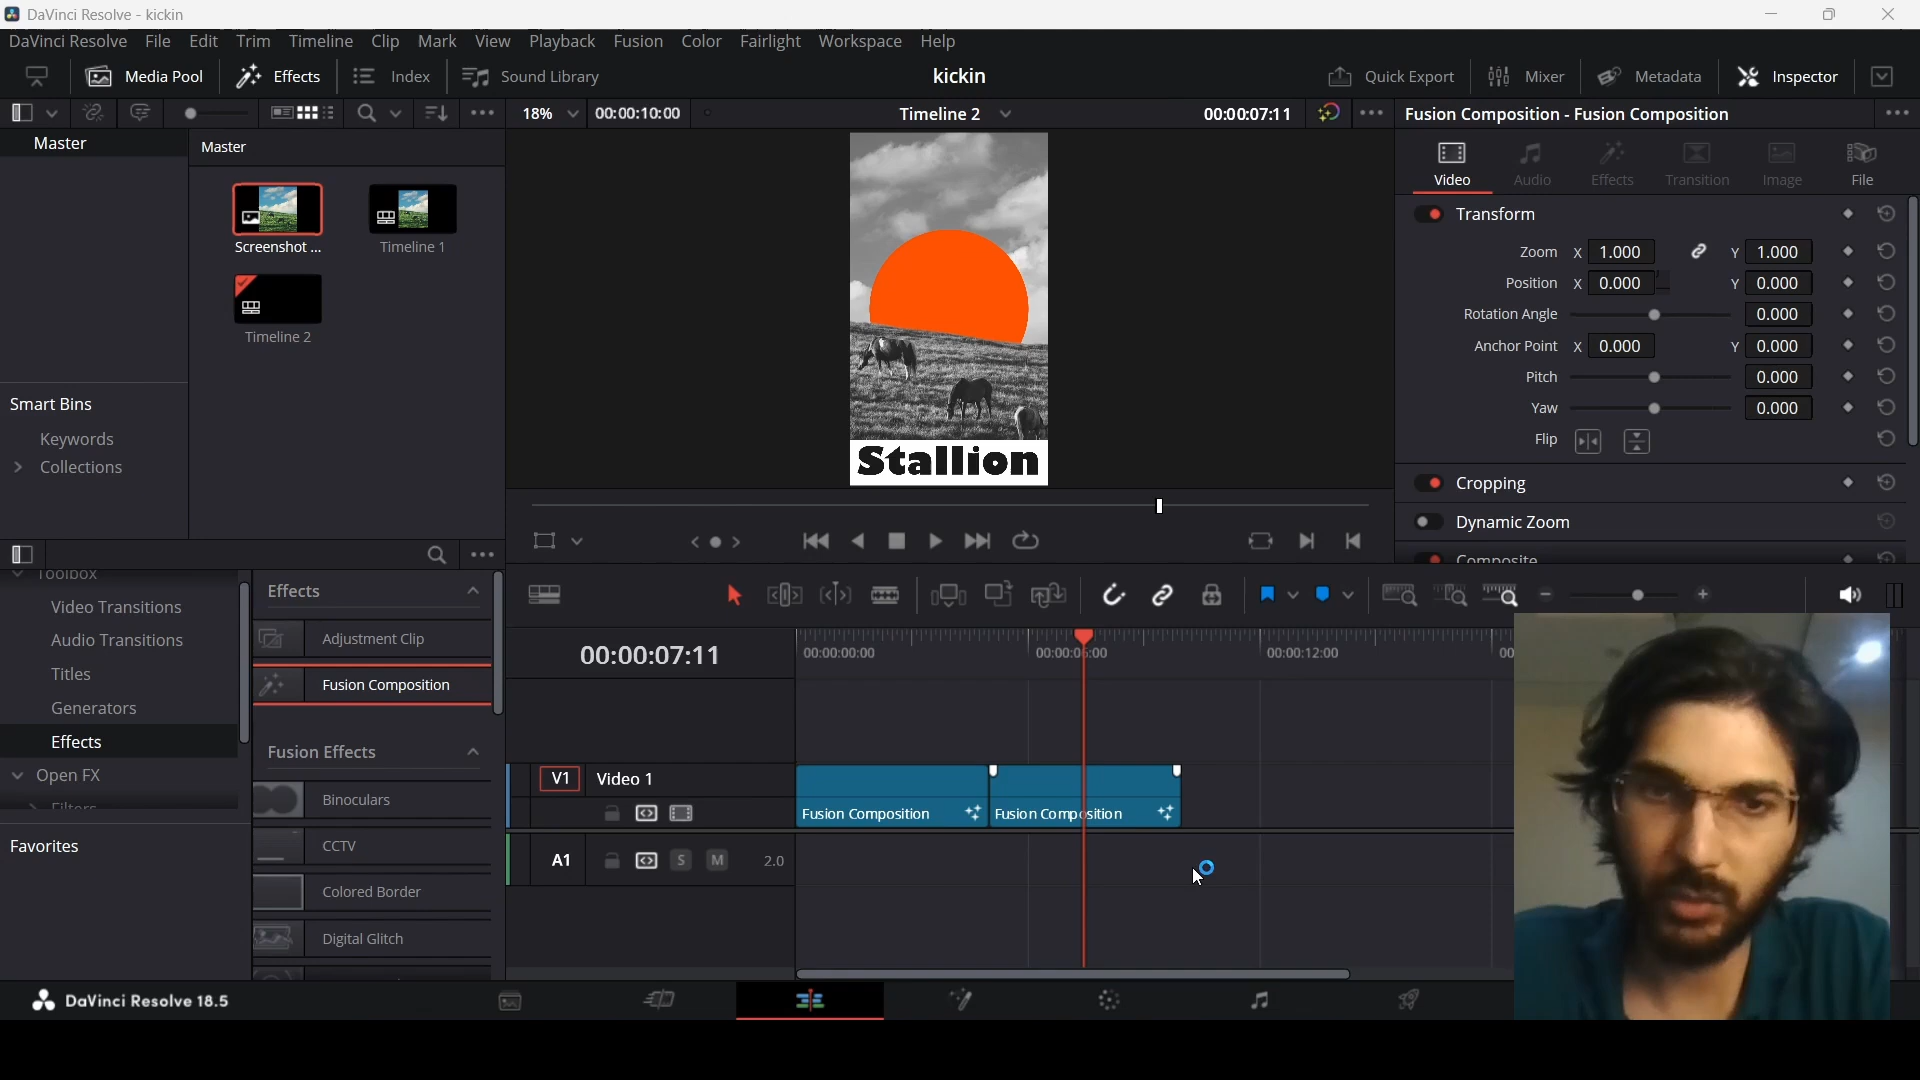 DaVinci Resolve - kickin
DaVinci Resolve File Edit Trim Timeline Clip Mark View Playback Fusion Color Fairlight Workspace Help
Media Pool Effects Index Sound Library kickin Quick Export Mixer Metadata Inspector
18% 00:00:10:00 Timeline 2 00:00:07:11 Fusion Composition - Fusion Composition
Master
Master
Screenshot ...
Timeline 1
Timeline 2
Smart Bins
Keywords
Collections
Stallion
Video Audio Effects Transition Image File
Transform
Zoom X 1.000 Y 1.000
Position X 0.000 Y 0.000
Rotation Angle 0.000
Anchor Point X 0.000 Y 0.000
Pitch 0.000
Yaw 0.000
Flip
Cropping
Dynamic Zoom
Composite
Toolbox
Video Transitions
Audio Transitions
Titles
Generators
Effects
Open FX
Filters
Favorites
Effects
Adjustment Clip
Fusion Composition
Fusion Effects
Binoculars
CCTV
Colored Border
Digital Glitch
00:00:07:11
00:00:00:00 00:00:06:00 00:00:12:00 00
V1 Video 1
Fusion Composition Fusion Composition
A1 S M 2.0
DaVinci Resolve 18.5